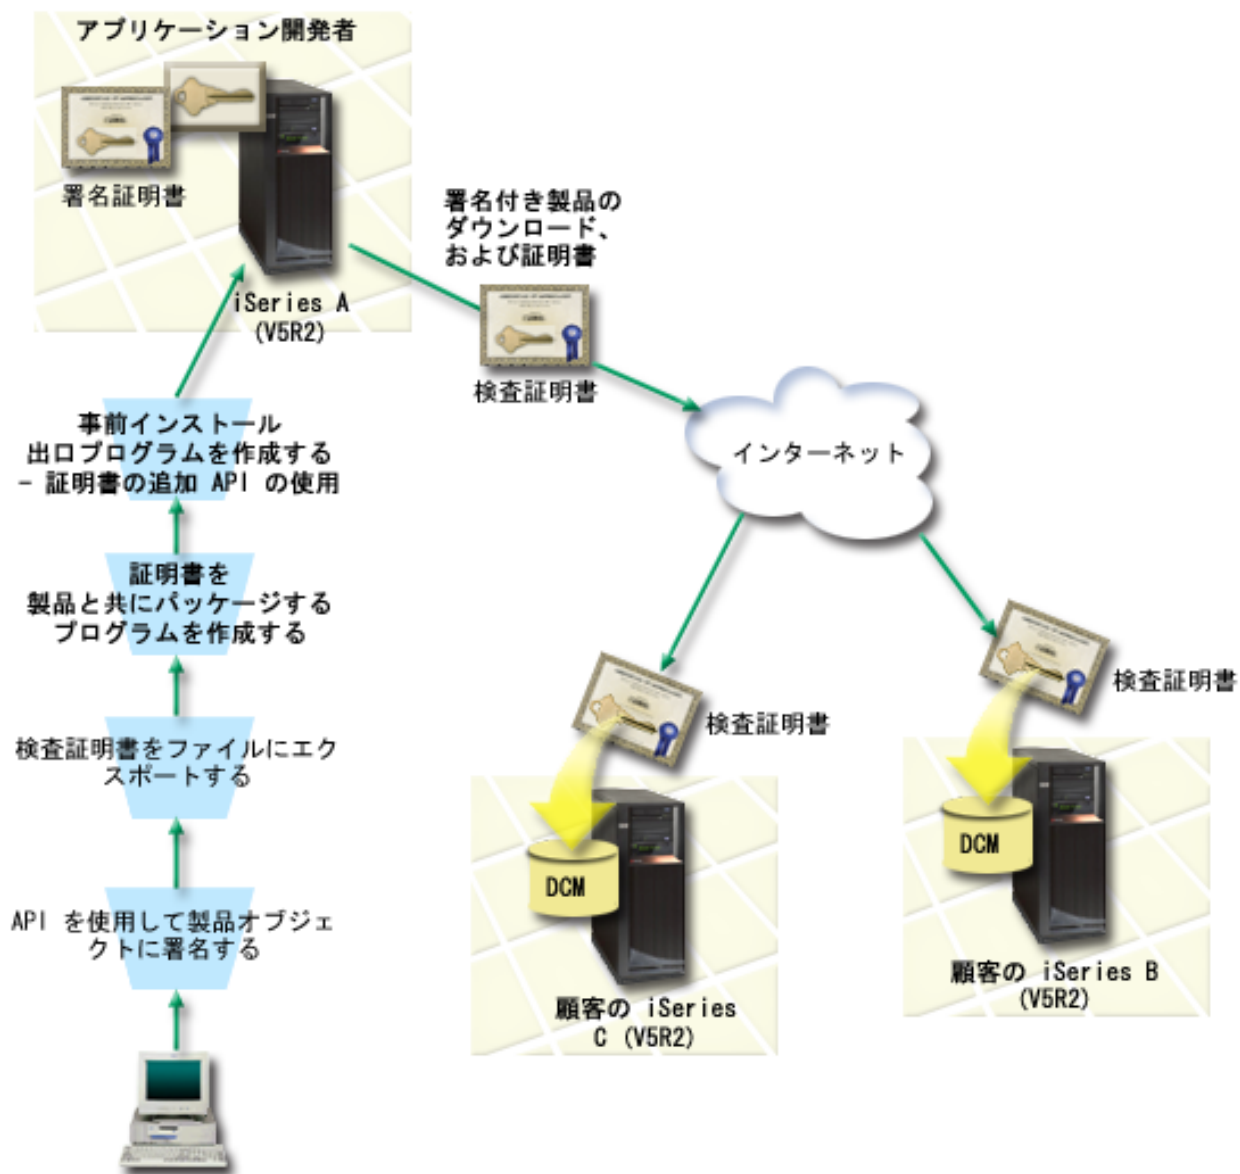 アプリケーション開発者
署名証明書
iSeries A
(V5R2)
署名付き製品の
ダウンロード、
および証明書
検査証明書
インターネット
事前インストール
出口プログラムを作成する
- 証明書の追加 API の使用
証明書を
製品と共にパッケージする
プログラムを作成する
検査証明書をファイルにエク
スポートする
API を使用して製品オブジェ
クトに署名する
検査証明書
DCM
顧客の iSeries
C (V5R2)
検査証明書
DCM
顧客の iSeries B
(V5R2)